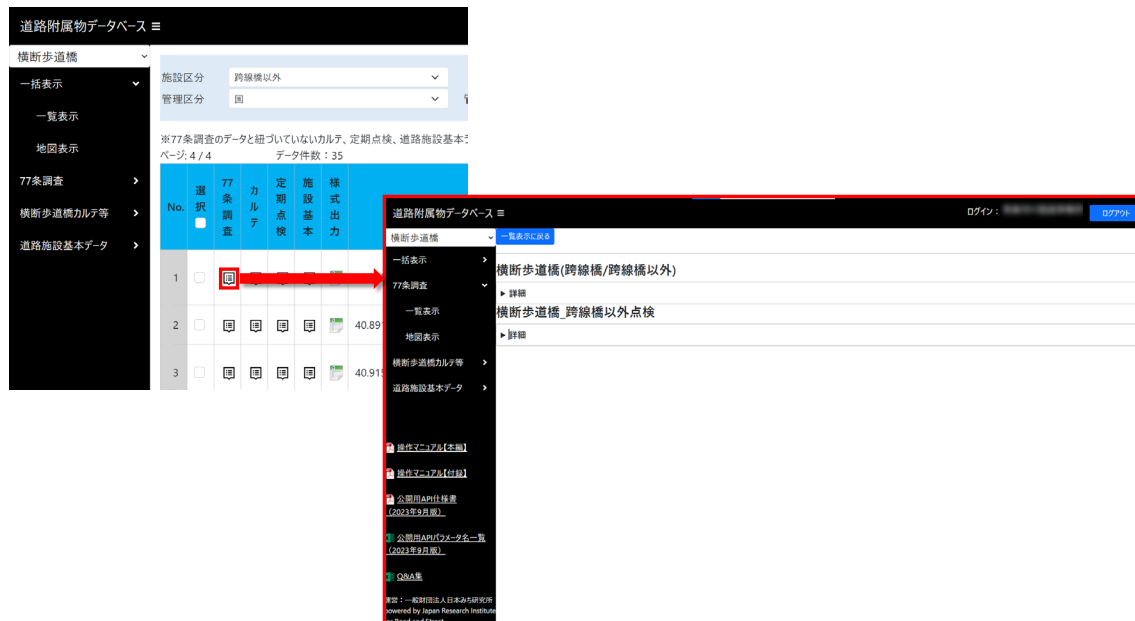 道路附属物データベース ≡
横断歩道橋
一括表示
一覧表示
地図表示
77条調査
横断歩道橋カルテ等
道路施設基本データ
施設区分 跨線橋以外
管理区分 国
※77条調査のデータと紐づいていないカルテ、定期点検、道路施設基本デ
ページ: 4 / 4 データ件数：35
No. 選択 77条調査 カルテ 定期点検 施設基本 様式出力
1
2 40.89
3 40.915
道路附属物データベース ≡
ログイン：
ログアウト
横断歩道橋
一覧表示に戻る
一括表示
77条調査
一覧表示
地図表示
横断歩道橋カルテ等
道路施設基本データ
横断歩道橋(跨線橋/跨線橋以外)
▶ 詳細
横断歩道橋_跨線橋以外点検
▶ 詳細
操作マニュアル【本編】
操作マニュアル【付録】
公開用API仕様書
（2023年9月版）
公開用APIパラメータ名一覧
（2023年9月版）
Q&A集
運営：一般財団法人日本みち研究所
powered by Japan Research Institute
for Road and Street